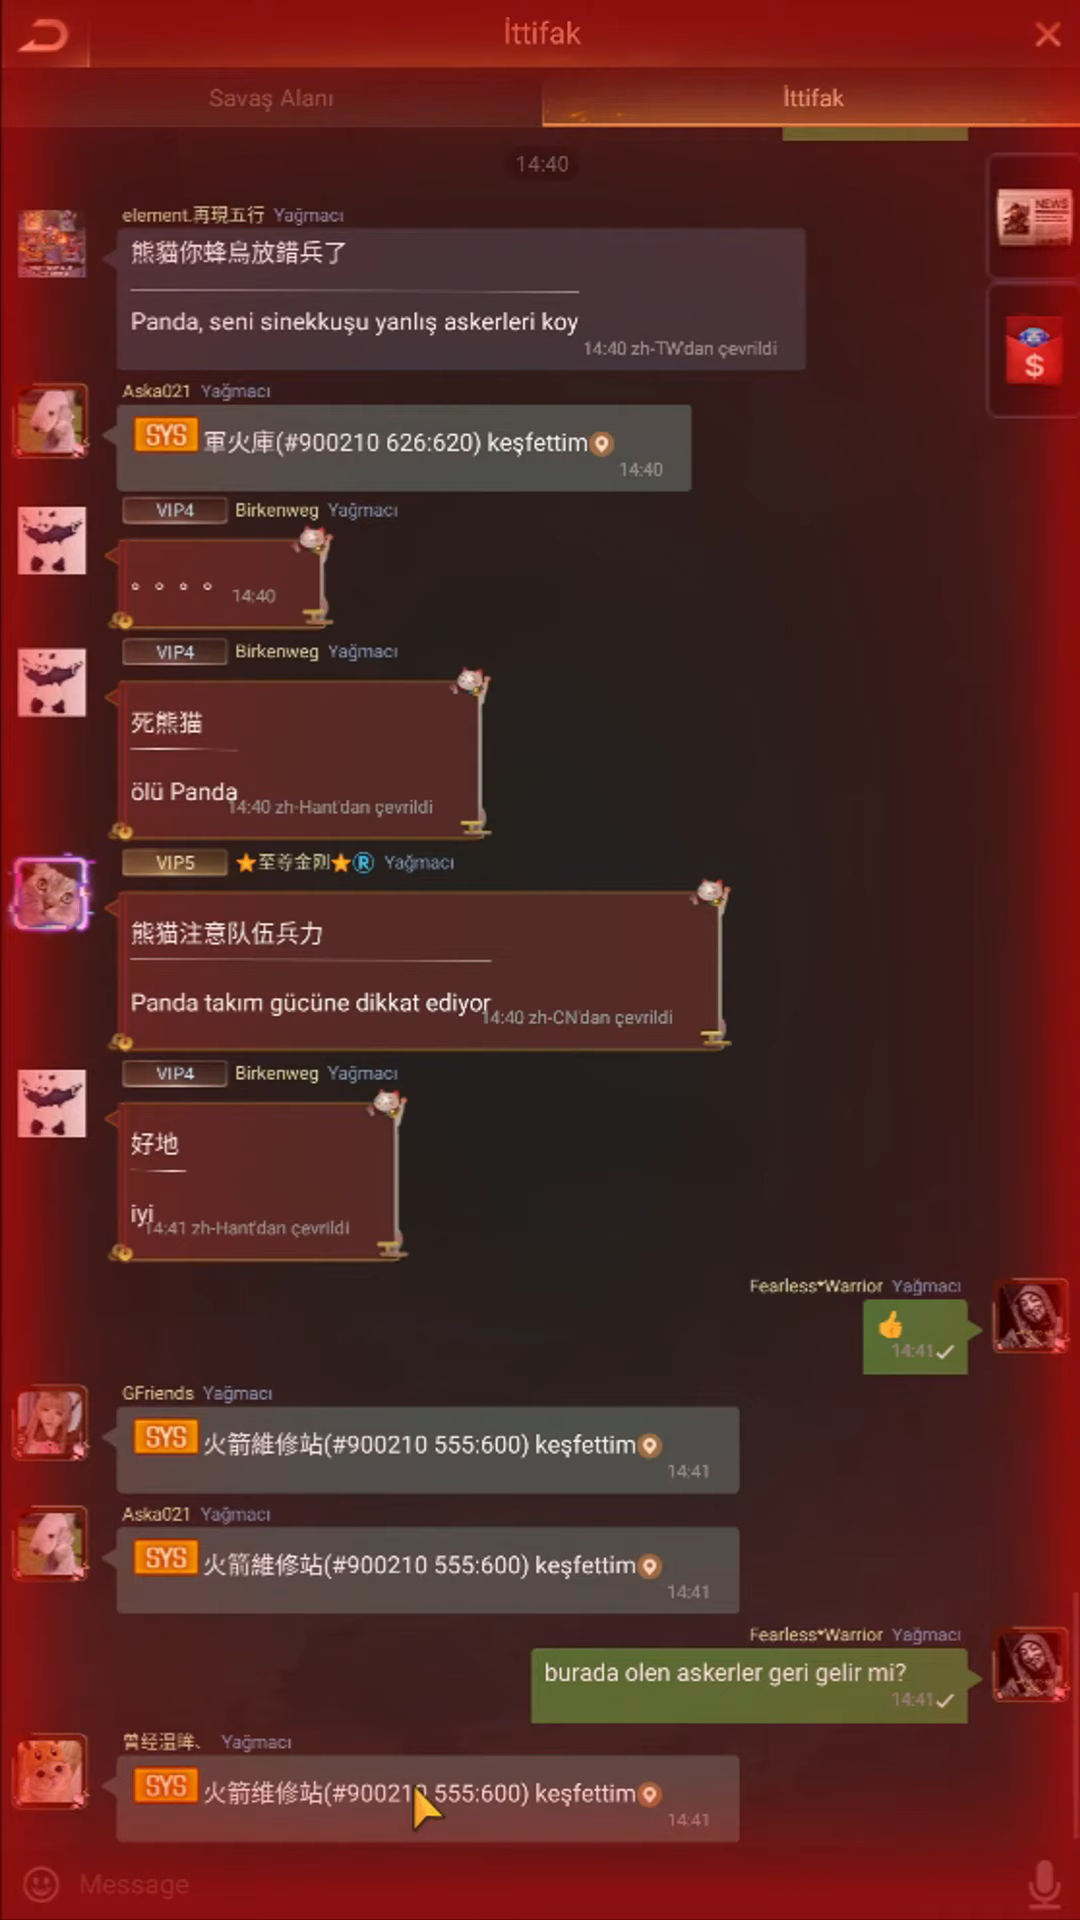 İttifak
Savaş Alanı
İttifak
14:40
element.再現五行 Yağmacı
熊貓你蜂鳥放錯兵了
Panda, seni sinekkuşu yanlış askerleri koy
14:40 zh-TW'dan çevrildi
NEWS
$
Aska021 Yağmacı
SYS 軍火庫(#900210 626:620) keşfettim
14:40
VIP4 Birkenweg Yağmacı
。。。。 14:40
VIP4 Birkenweg Yağmacı
死熊猫
ölü Panda
14:40 zh-Hant'dan çevrildi
VIP5 ⭐至尊金刚⭐® Yağmacı
熊猫注意队伍兵力
Panda takım gücüne dikkat ediyor
14:40 zh-CN'dan çevrildi
VIP4 Birkenweg Yağmacı
好地
iyi
14:41 zh-Hant'dan çevrildi
Fearless*Warrior Yağmacı
👍
14:41
GFriends Yağmacı
SYS 火箭維修站(#900210 555:600) keşfettim
14:41
Aska021 Yağmacı
SYS 火箭維修站(#900210 555:600) keşfettim
14:41
Fearless*Warrior Yağmacı
burada olen askerler geri gelir mi?
14:41
曾经温眸、 Yağmacı
SYS 火箭维修站(#900210 555:600) keşfettim
14:41
Message